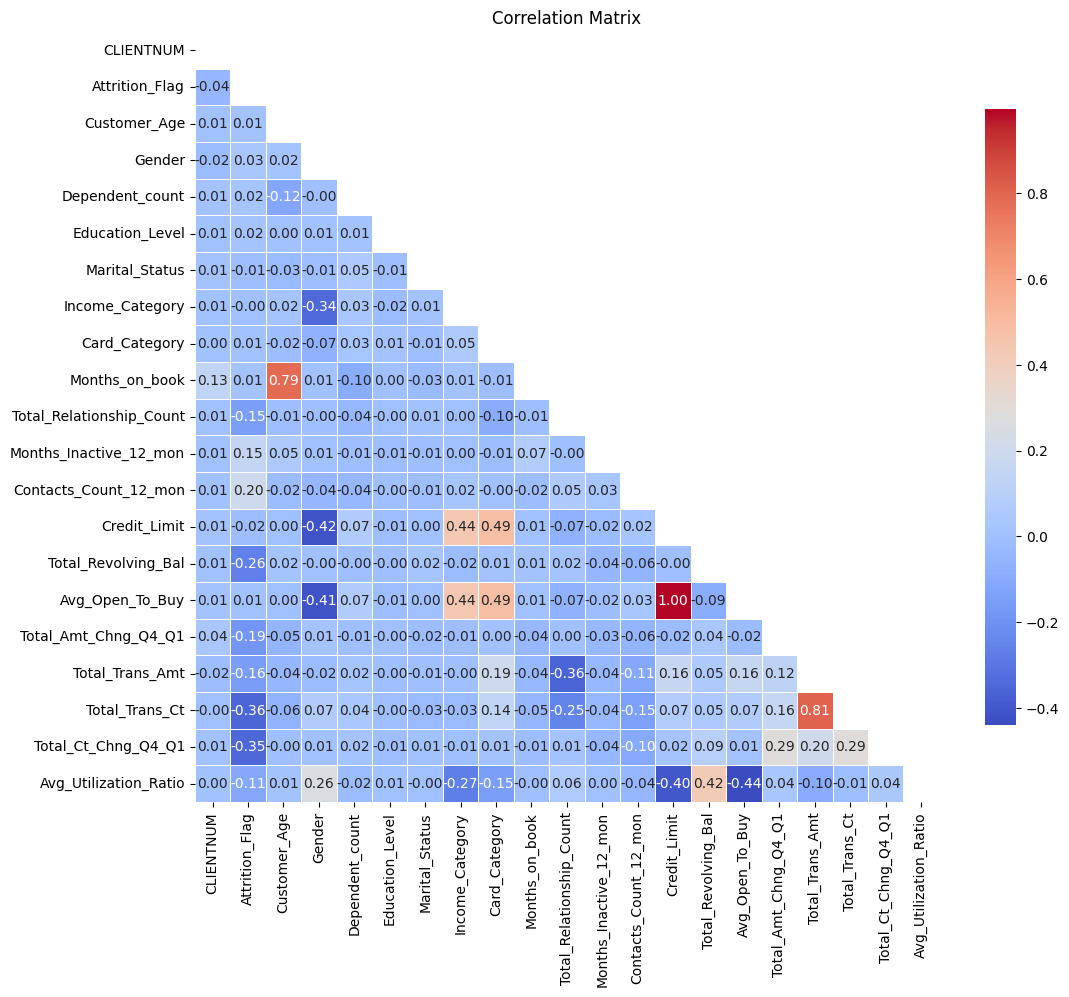 Correlation Matrix
CLIENTNUM
Attrition_Flag -0.04
Customer_Age 0.01 0.01
Gender -0.02 0.03 0.02
Dependent_count 0.01 0.02 -0.12 -0.00
Education_Level 0.01 0.02 0.00 0.01 0.01
Marital_Status 0.01 -0.01 -0.03 -0.01 0.05 -0.01
Income_Category 0.01 -0.00 0.02 -0.34 0.03 -0.02 0.01
Card_Category 0.00 0.01 -0.02 -0.07 0.03 0.01 -0.01 0.05
Months_on_book 0.13 0.01 0.79 0.01 -0.10 0.00 -0.03 0.01 -0.01
Total_Relationship_Count 0.01 -0.15 -0.01 -0.00 -0.04 -0.00 0.01 0.00 -0.10 -0.01
Months_Inactive_12_mon 0.01 0.15 0.05 0.01 -0.01 -0.01 -0.01 0.00 -0.01 0.07 -0.00
Contacts_Count_12_mon 0.01 0.20 -0.02 -0.04 -0.04 -0.00 -0.01 0.02 -0.00 -0.02 0.05 0.03
Credit_Limit 0.01 -0.02 0.00 -0.42 0.07 -0.01 0.00 0.44 0.49 0.01 -0.07 -0.02 0.02
Total_Revolving_Bal 0.01 -0.26 0.02 -0.00 -0.00 -0.00 0.02 -0.02 0.01 0.01 0.02 -0.04 -0.06 -0.00
Avg_Open_To_Buy 0.01 0.01 0.00 -0.41 0.07 -0.01 0.00 0.44 0.49 0.01 -0.07 -0.02 0.03 1.00 -0.09
Total_Amt_Chng_Q4_Q1 0.04 -0.19 -0.05 0.01 -0.01 -0.00 -0.02 -0.01 0.00 -0.04 0.00 -0.03 -0.06 -0.02 0.04 -0.02
Total_Trans_Amt -0.02 -0.16 -0.04 -0.02 0.02 -0.00 -0.01 -0.00 0.19 -0.04 -0.36 -0.04 -0.11 0.16 0.05 0.16 0.12
Total_Trans_Ct -0.00 -0.36 -0.06 0.07 0.04 -0.00 -0.03 -0.03 0.14 -0.05 -0.25 -0.04 -0.15 0.07 0.05 0.07 0.16 0.81
Total_Ct_Chng_Q4_Q1 0.01 -0.35 -0.00 0.01 0.02 -0.01 0.01 -0.01 0.01 -0.01 0.01 -0.04 -0.10 0.02 0.09 0.01 0.29 0.20 0.29
Avg_Utilization_Ratio 0.00 -0.11 0.01 0.26 -0.02 0.01 -0.00 -0.27 -0.15 -0.00 0.06 0.00 -0.04 -0.40 0.42 -0.44 0.04 -0.10 -0.01 0.04
CLIENTNUM
Attrition_Flag
Customer_Age
Gender
Dependent_count
Education_Level
Marital_Status
Income_Category
Card_Category
Months_on_book
Total_Relationship_Count
Months_Inactive_12_mon
Contacts_Count_12_mon
Credit_Limit
Total_Revolving_Bal
Avg_Open_To_Buy
Total_Amt_Chng_Q4_Q1
Total_Trans_Amt
Total_Trans_Ct
Total_Ct_Chng_Q4_Q1
Avg_Utilization_Ratio
0.8
0.6
0.4
0.2
0.0
−0.2
−0.4